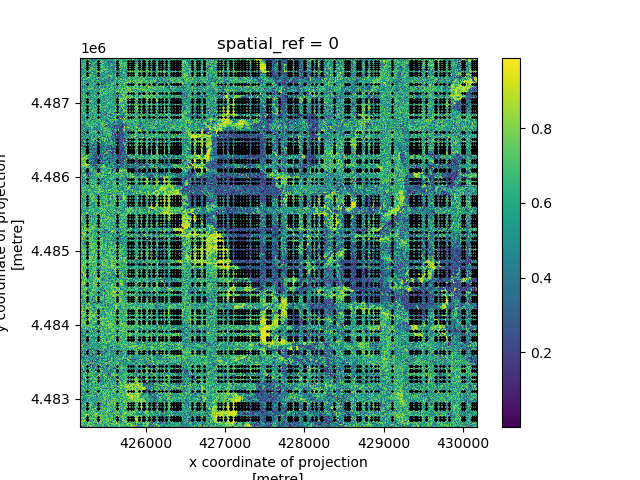 spatial_ref = 0
1e6
4.487
4.486
4.485
4.484
4.483
coordinate of projection
[metre]
426000 427000 428000 429000 430000
x coordinate of projection
[metre]
0.8
0.6
0.4
0.2